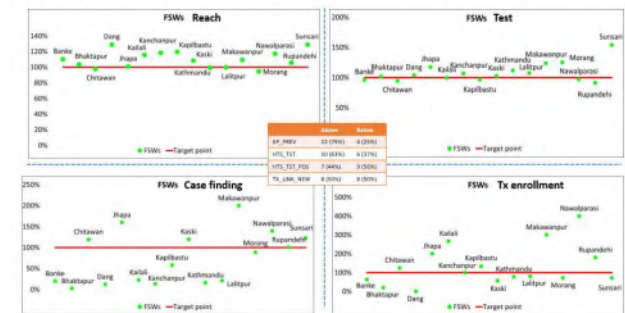 FSWs Reach
140%
120%
100%
80%
60%
40%
20%
0%
Banke
Bhaktapur
Chitawan
Dang
Jhapa
Kailali
Kanchanpur
Kapilbastu
Kaski
Kathmandu
Lalitpur
Makawanpur
Morang
Nawalparasi
Rupandehi
Sunsari
FSWs Target point
FSWs Test
200%
150%
100%
50%
Banke
Bhaktapur
Chitawan
Dang
Jhapa
Kailali
Kanchanpur
Kapilbastu
Kaski
Kathmandu
Lalitpur
Makawanpur
Morang
Nawalparasi
Rupandehi
Sunsari
FSWs Target point
Above Below
KP_PREV 12 (75%) 4 (25%)
HTS_TST 10 (63%) 6 (37%)
HTS_TST_POS 7 (44%) 9 (56%)
TX_LINK_NEW 8 (50%) 8 (50%)
FSWs Case finding
250%
200%
150%
100%
50%
0%
Banke
Bhaktapur
Chitawan
Dang
Jhapa
Kailali
Kanchanpur
Kapilbastu
Kaski
Kathmandu
Lalitpur
Makawanpur
Morang
Nawalparasi
Rupandehi
Sunsari
FSWs Target point
FSWs Tx enrollment
500%
400%
300%
200%
100%
0%
Banke
Bhaktapur
Chitawan
Dang
Jhapa
Kailali
Kanchanpur
Kapilbastu
Kaski
Kathmandu
Lalitpur
Makawanpur
Morang
Nawalparasi
Rupandehi
Sunsari
FSWs Target point